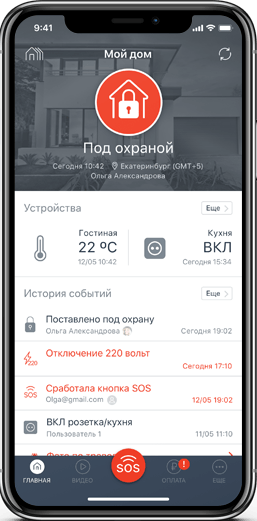 9:41
Мой дом
Под охраной
Сегодня 10:42 Екатеринбург (GMT+5)
Ольга Александрова
Устройства Еще
Гостиная
22 ºC
12/05 10:42
Кухня
ВКЛ
Сегодня 15:34
История событий Еще
Поставлено под охрану
Ольга Александрова Сегодня 19:02
220
Отключение 220 вольт
Сегодня 17:10
SOS
Сработала кнопка SOS
Olga@gmail.com 12/05 19:02
ВКЛ розетка/кухня
Пользователь 1 11/05 11:10
ГЛАВНАЯ ВИДЕО SOS ОПЛАТА ЕЩЕ